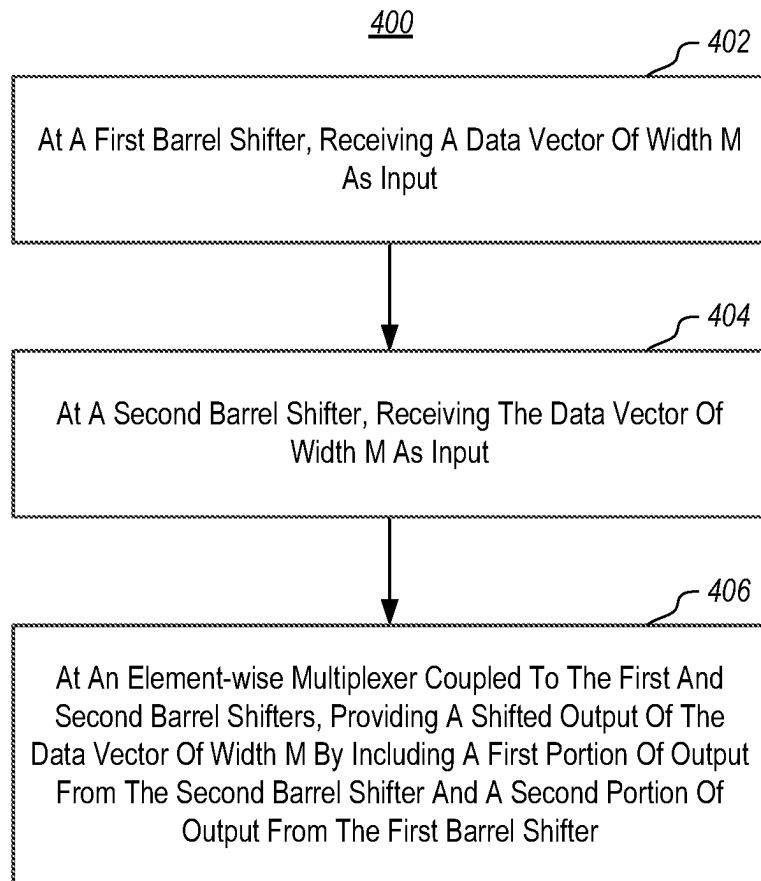 400
402
At A First Barrel Shifter, Receiving A Data Vector Of Width M
As Input
404
At A Second Barrel Shifter, Receiving The Data Vector Of
Width M As Input
406
At An Element-wise Multiplexer Coupled To The First And
Second Barrel Shifters, Providing A Shifted Output Of The
Data Vector Of Width M By Including A First Portion Of Output
From The Second Barrel Shifter And A Second Portion Of
Output From The First Barrel Shifter